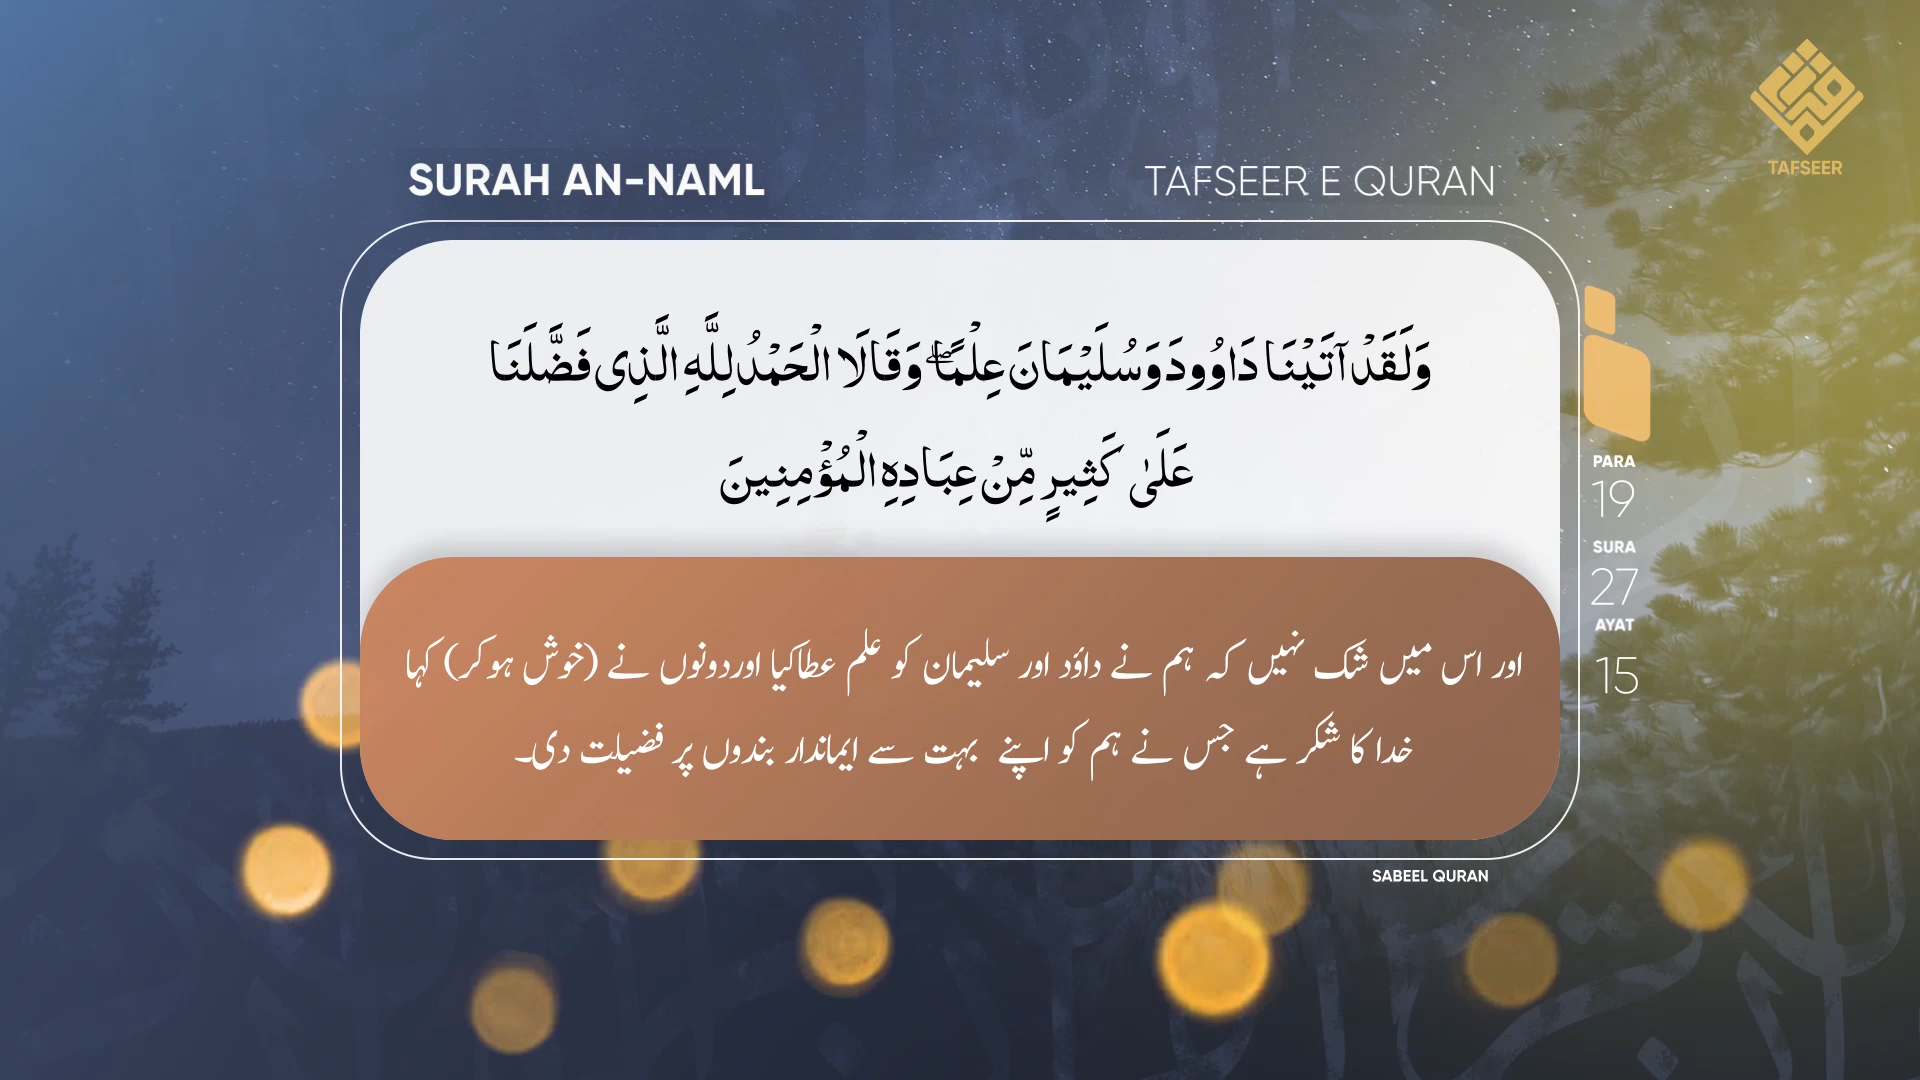 SURAH AN-NAML
TAFSEER E QURAN
TAFSEER
وَلَقَدْ آتَيْنَا دَاوُودَ وَسُلَيْمَانَ عِلْمًا ۖ وَقَالَا الْحَمْدُ لِلَّهِ الَّذِي فَضَّلَنَا
عَلَىٰ كَثِيرٍ مِّنْ عِبَادِهِ الْمُؤْمِنِينَ
اور اس میں شک نہیں کہ ہم نے داؤد اور سلیمان کو علم عطا کیا اور دونوں نے (خوش ہو کر) کہا
خدا کا شکر ہے جس نے ہم کو اپنے بہت سے ایماندار بندوں پر فضیلت دی۔
PARA
19
SURA
27
AYAT
15
SABEEL QURAN